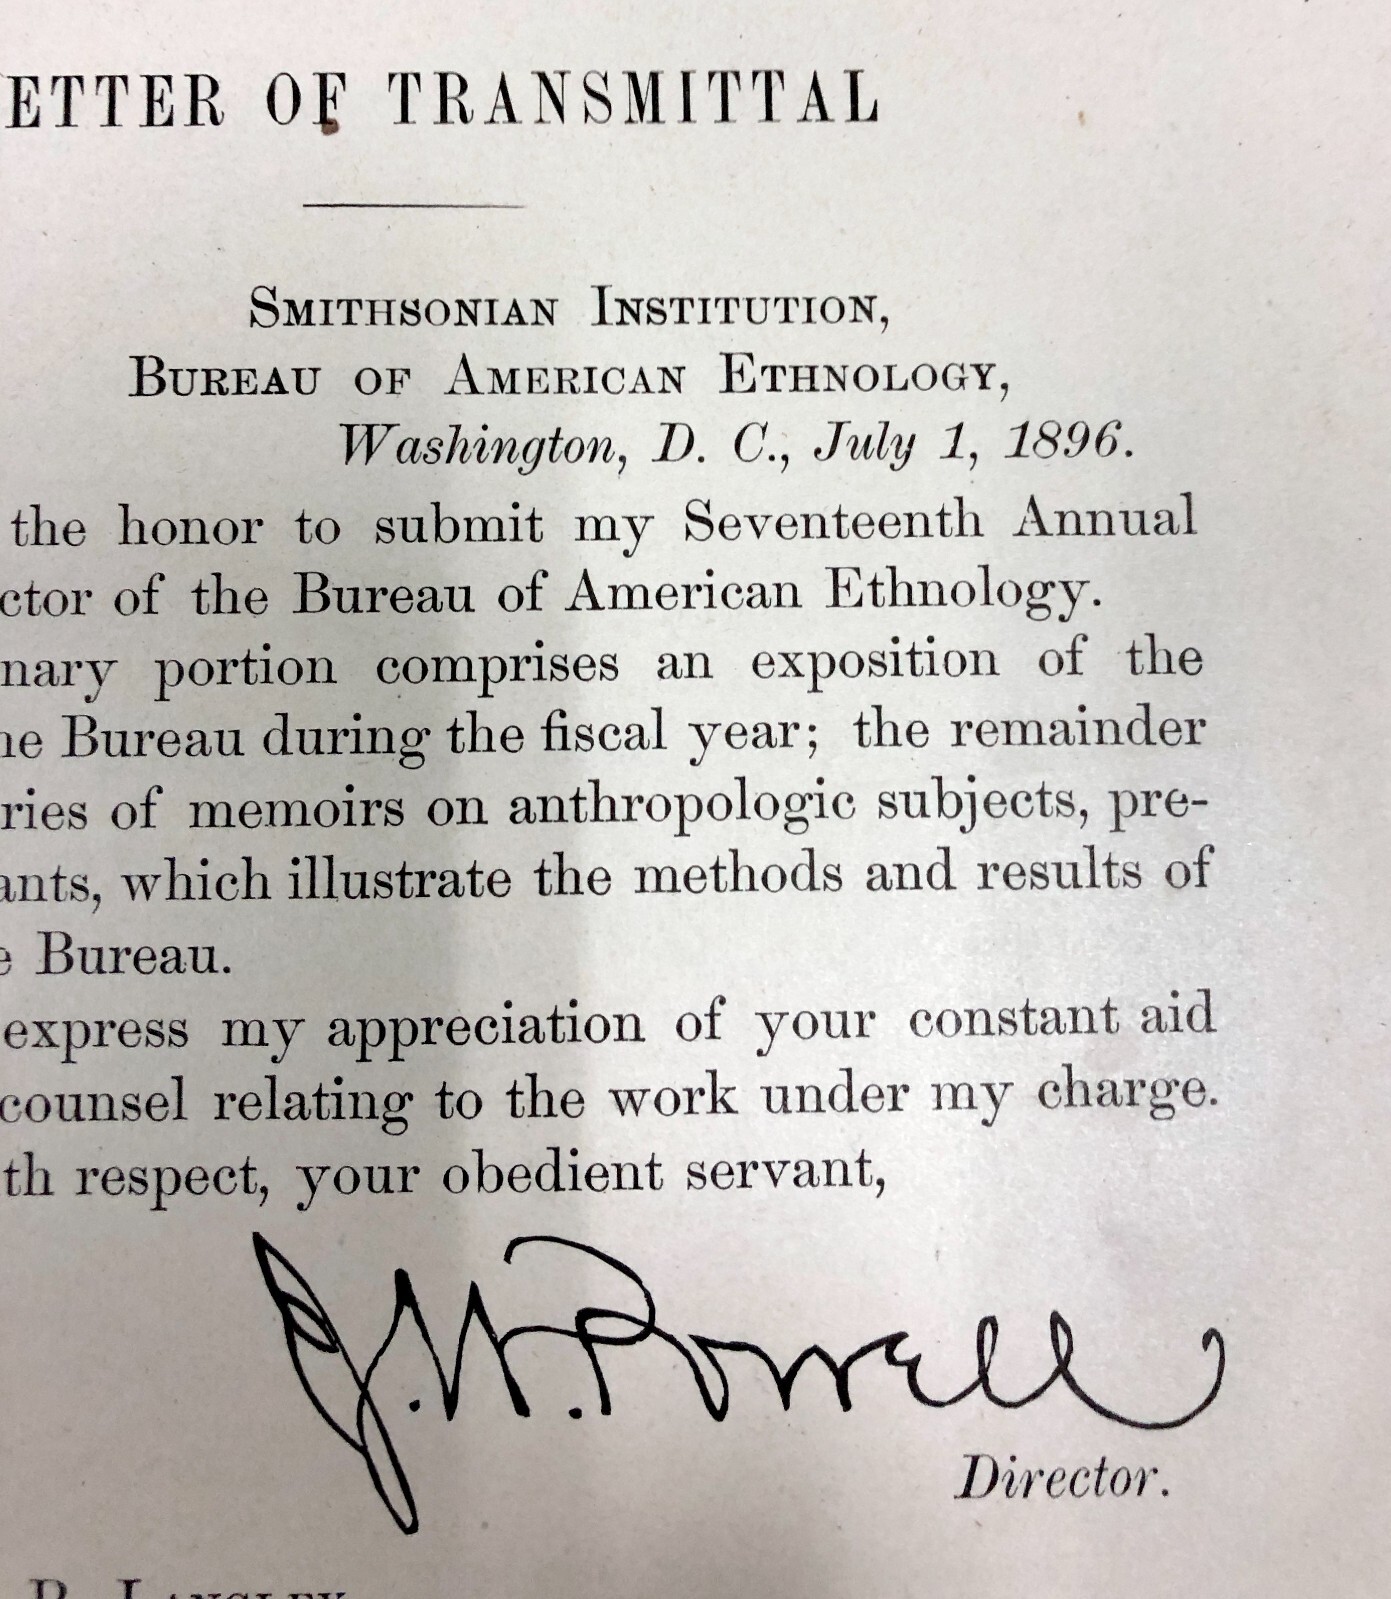 ETTER OF TRANSMITTAL
SMITHSONIAN INSTITUTION,
BUREAU OF AMERICAN ETHNOLOGY,
Washington, D. C., July 1, 1896.
the honor to submit my Seventeenth Annual
ctor of the Bureau of American Ethnology.
nary portion comprises an exposition of the
he Bureau during the fiscal year; the remainder
ries of memoirs on anthropologic subjects, pre-
ants, which illustrate the methods and results of
e Bureau.
express my appreciation of your constant aid
counsel relating to the work under my charge.
th respect, your obedient servant,
J. W. Powell
Director.
P. LANGLEY